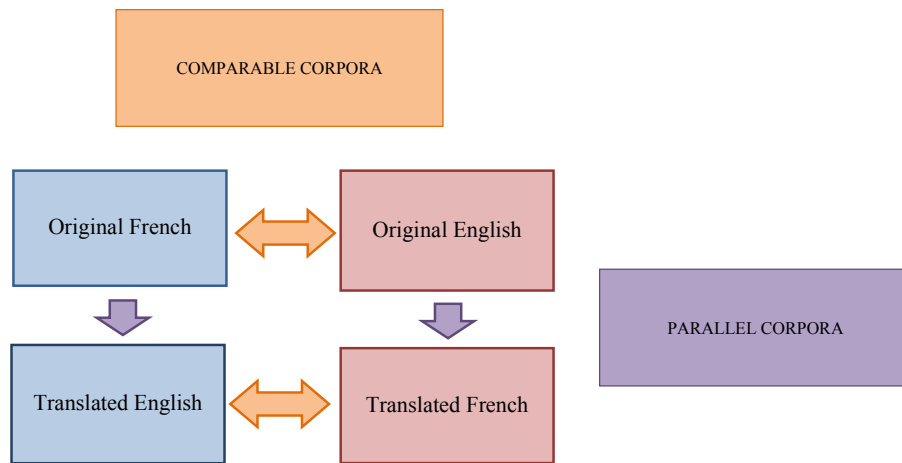 COMPARABLE CORPORA
Original French
Original English
PARALLEL CORPORA
Translated English
Translated French